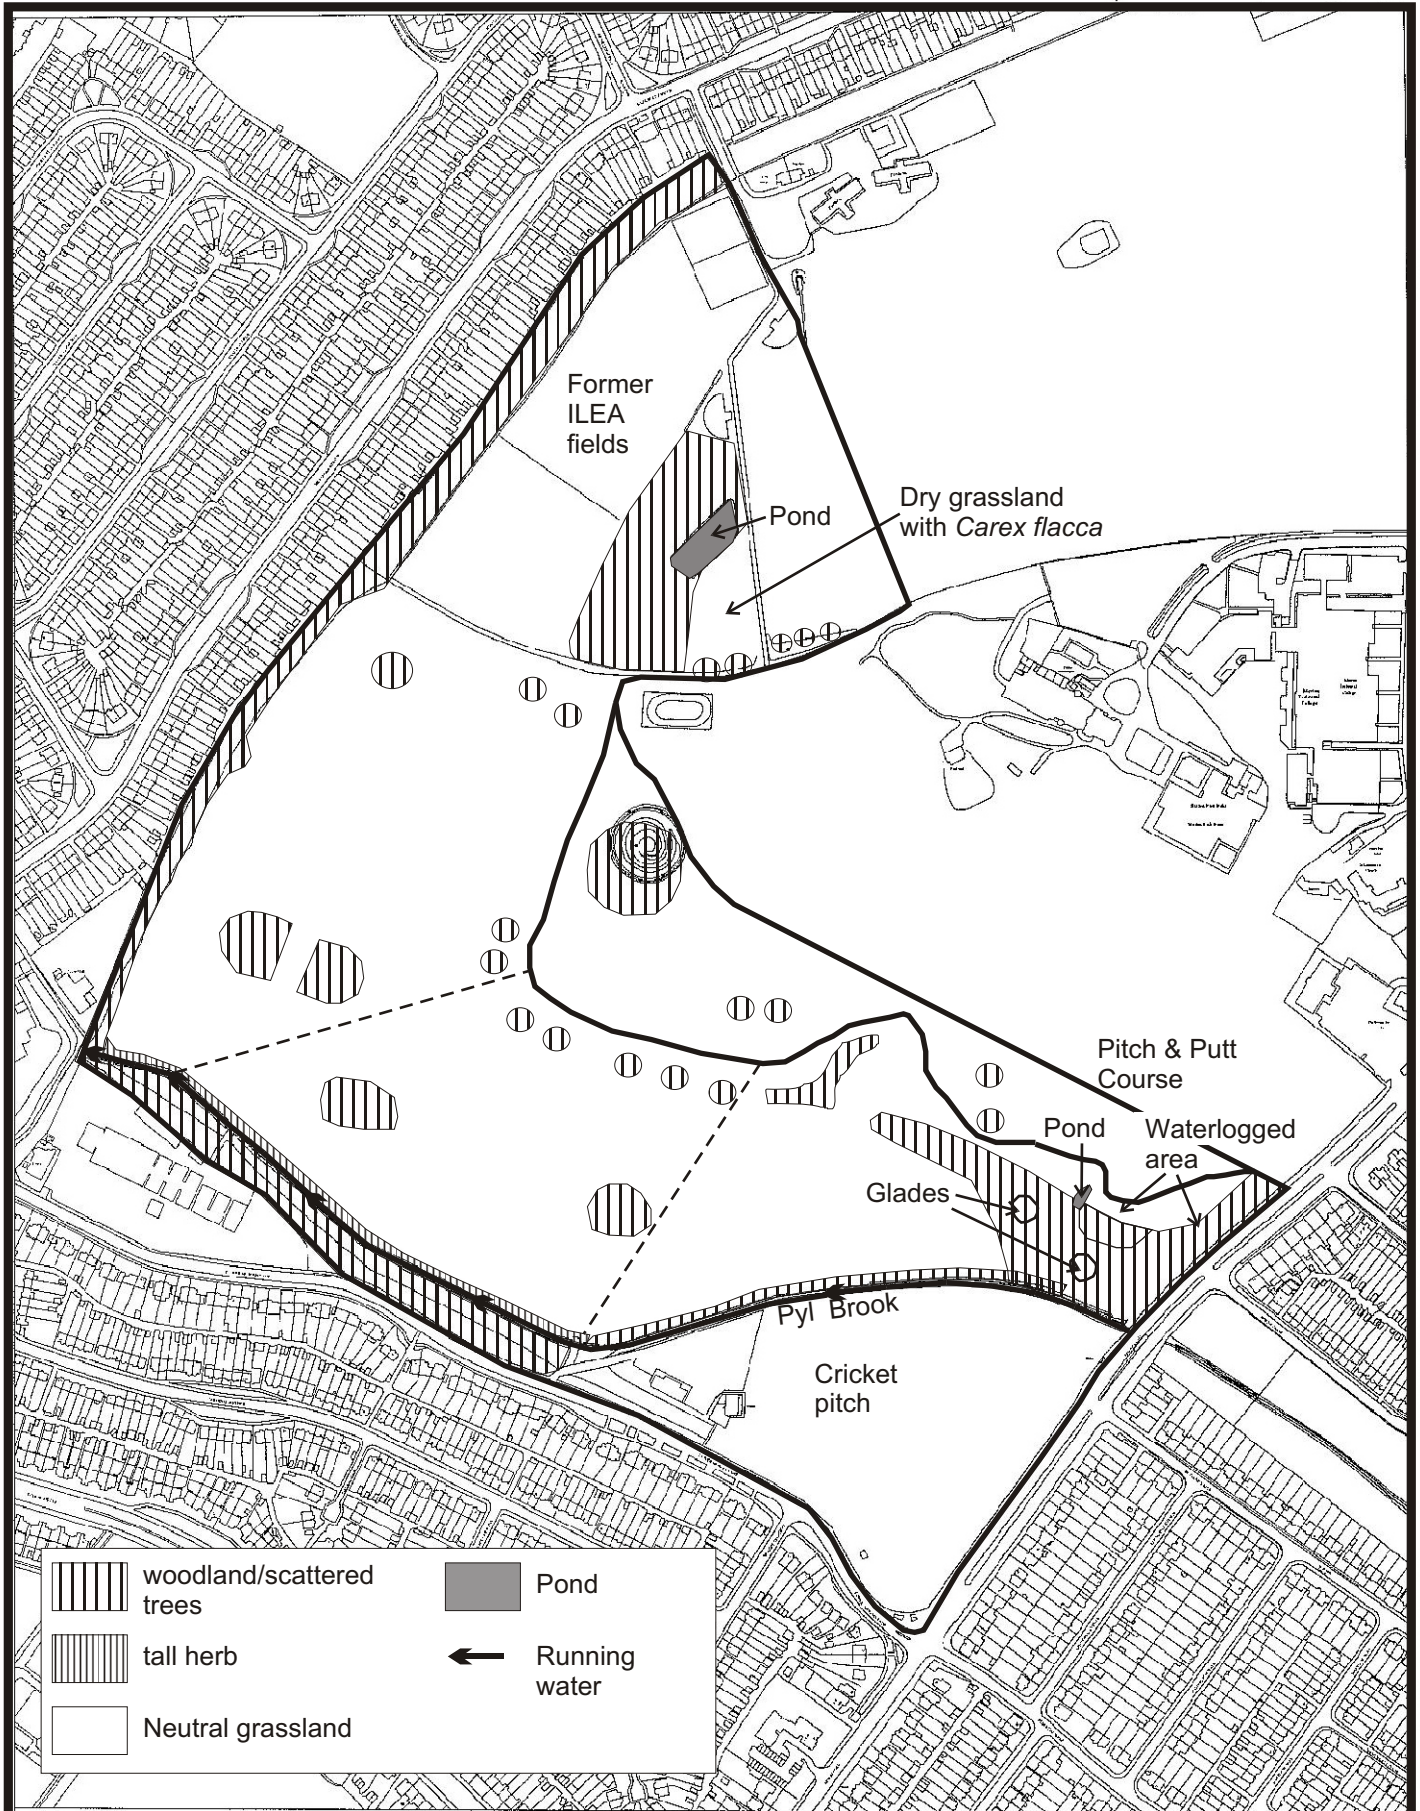 Former
ILEA
fields
Pond
Dry grassland
with Carex flacca
Pitch & Putt
Course
Pond
Waterlogged
area
Glades
Pyl Brook
Cricket
pitch
woodland/scattered
trees
Pond
tall herb
Running
water
Neutral grassland